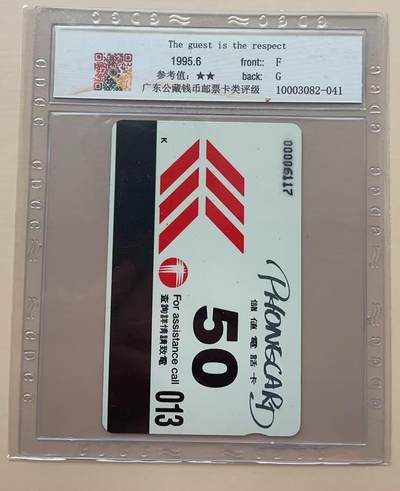 The guest is the respect
1995.6 front:: F
参考值：★★ back: G
广东公藏钱币邮票卡类评级 10003082-041
00006117
K
PHONECARD
儲值電話卡
50
For assistance call
查詢詳情請致電
013